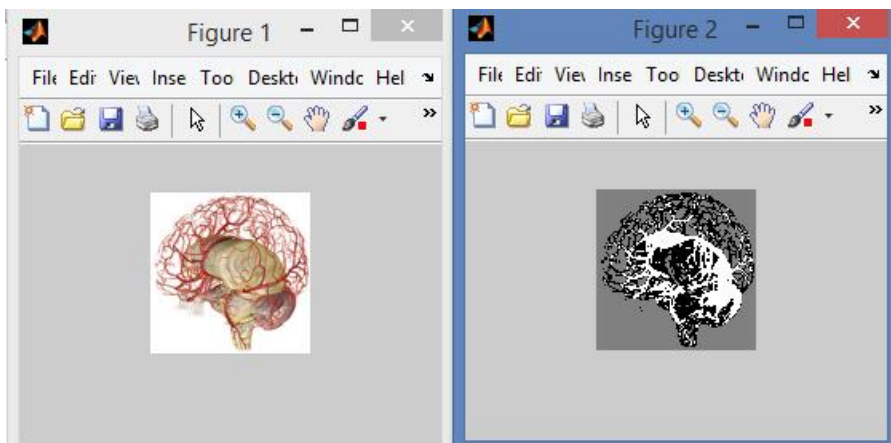 Figure 1
File Edi Viev Inse Too Deskt Windc Hel
Figure 2
File Edi Viev Inse Too Deskt Windc Hel